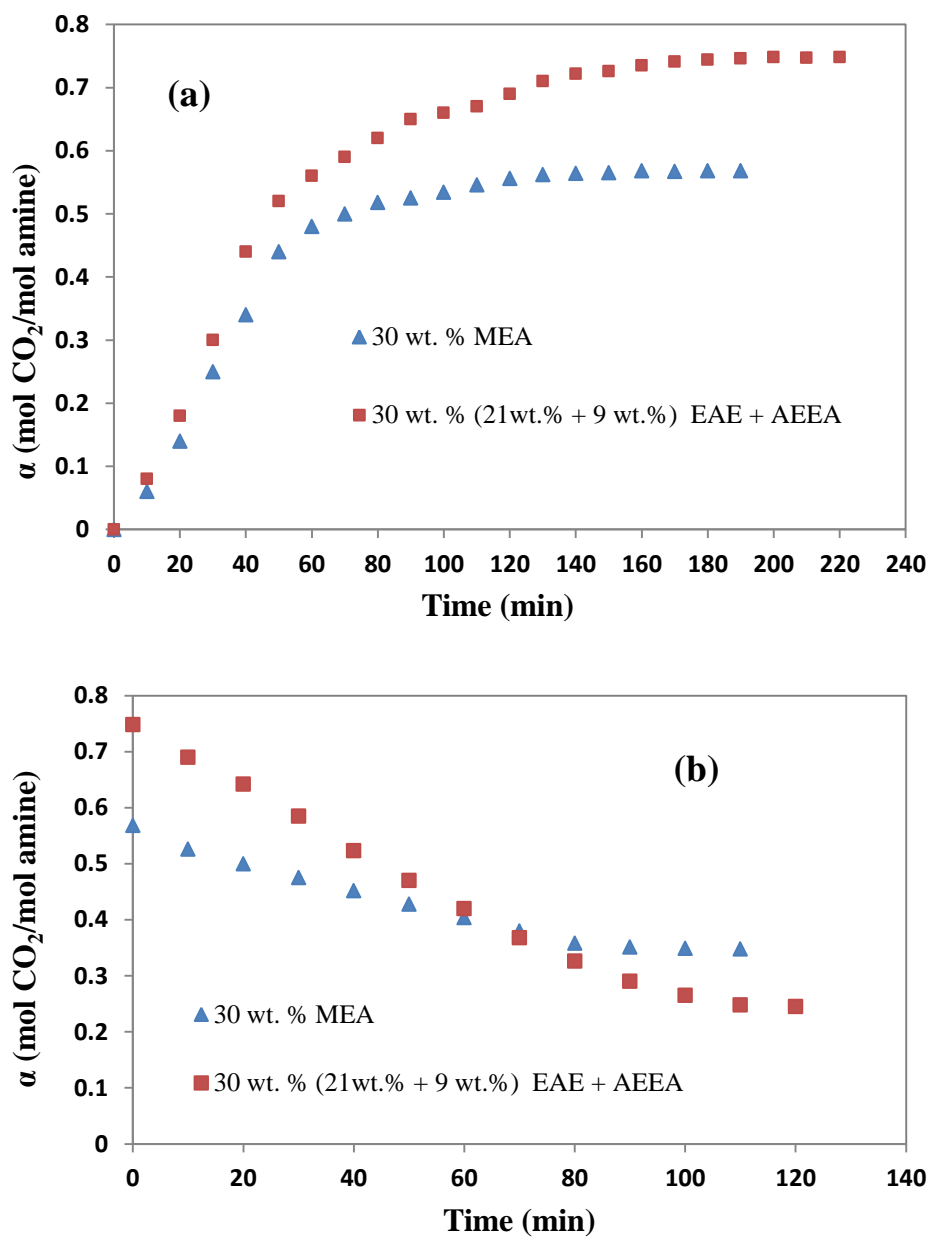 0.8
(a)
0.7
0.6
0.5
0.4
0.3
0.2
0.1
0
α (mol CO₂/mol amine)
30 wt. % MEA
30 wt. % (21wt.% + 9 wt.%) EAE + AEEA
0 20 40 60 80 100 120 140 160 180 200 220 240
Time (min)
0.8
(b)
0.7
0.6
0.5
0.4
0.3
0.2
0.1
0
α (mol CO₂/mol amine)
30 wt. % MEA
30 wt. % (21wt.% + 9 wt.%) EAE + AEEA
0 20 40 60 80 100 120 140
Time (min)